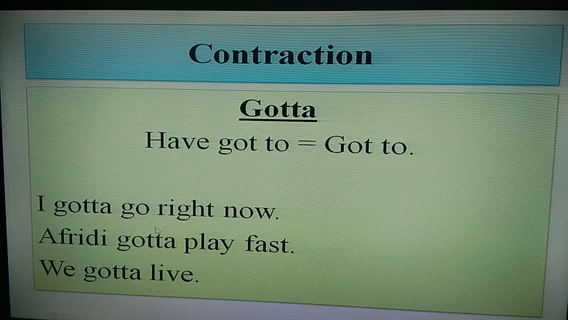 Contraction
Gotta
Have got to = Got to.
I gotta go right now.
Afridi gotta play fast.
We gotta live.